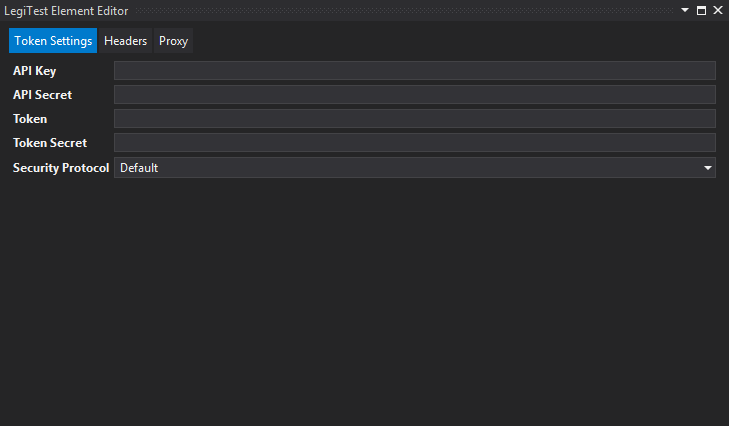 LegiTest Element Editor
Token Settings Headers Proxy
API Key
API Secret
Token
Token Secret
Security Protocol Default